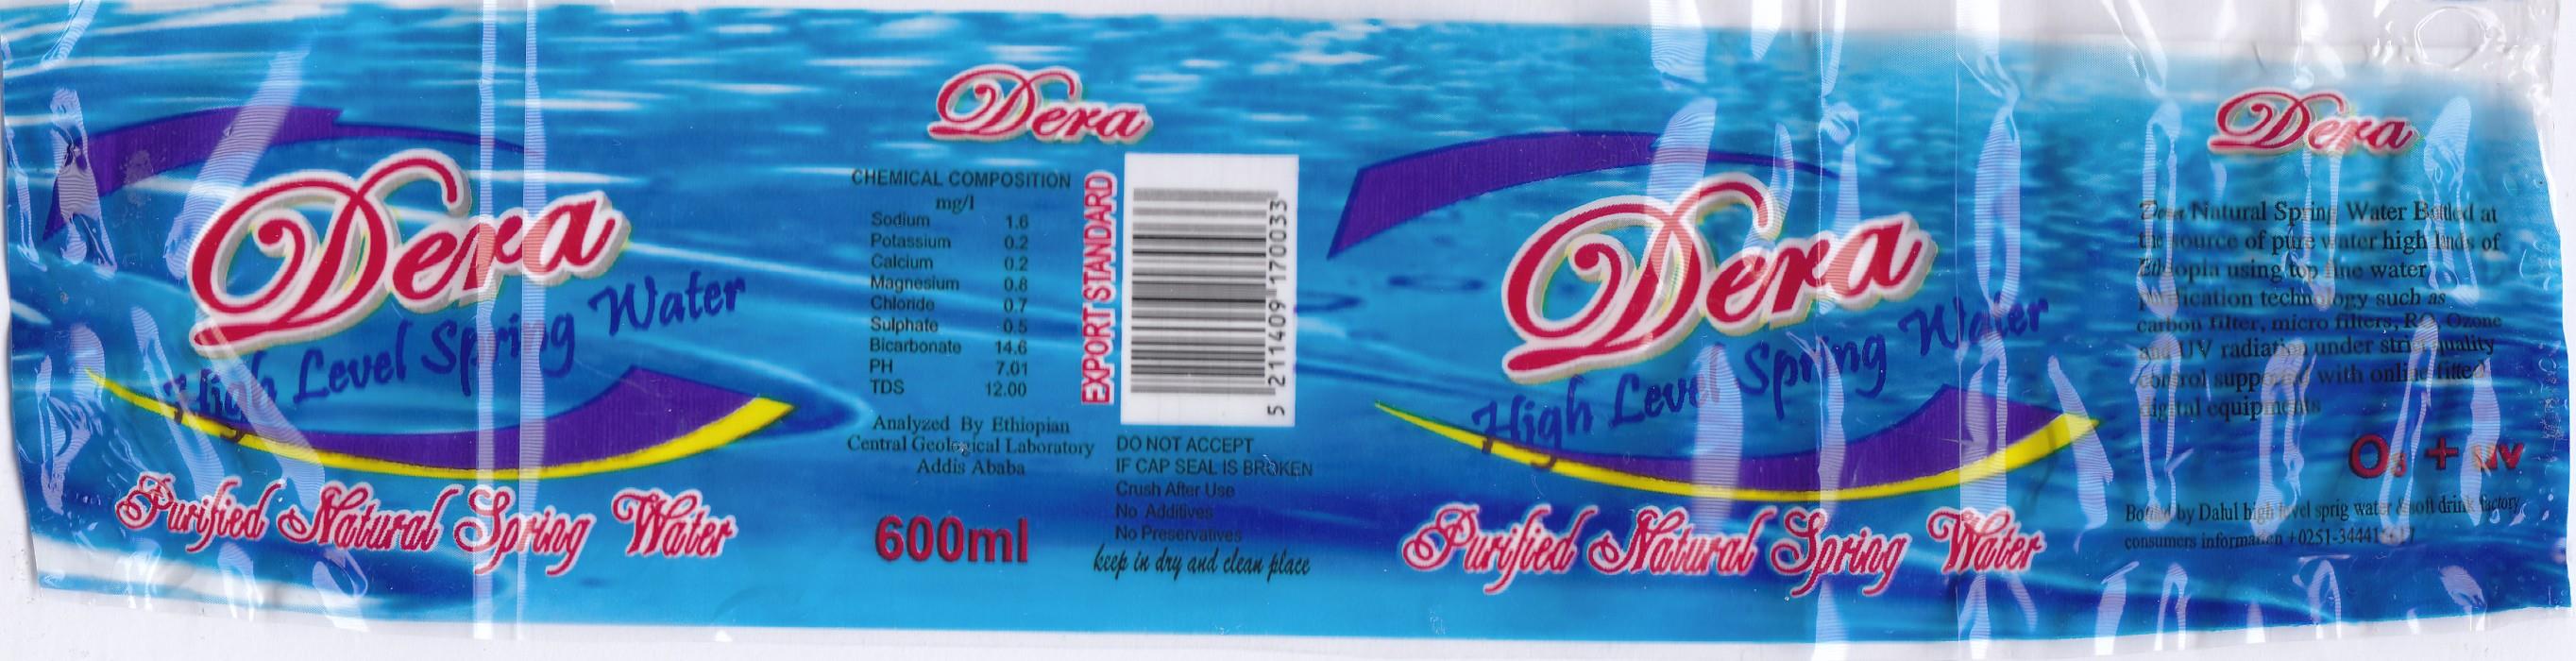 Dera
High Level Spring Water
Purified Natural Spring Water
Dera
CHEMICAL COMPOSITION
mg/l
Sodium 1.6
Potassium 0.2
Calcium 0.2
Magnesium 0.8
Chloride 0.7
Sulphate 0.5
Bicarbonate 14.6
PH 7.01
TDS 12.00
Analyzed By Ethiopian
Central Geological Laboratory
Addis Ababa
600ml
EXPORT STANDARD
5 211409 170033
DO NOT ACCEPT
IF CAP SEAL IS BROKEN
Crush After Use
No Additives
No Preservatives
keep in dry and clean place
Dera
High Level Spring Water
Purified Natural Spring Water
Dera
Dera Natural Spring Water Bottled at
the source of pure water high lands of
Ethiopia using top fine water
purification technology such as
carbon filter, micro filters, RO, Ozone
and UV radiation under strict quality
control supported with online fitted
digital equipments
O3 + uv
Bottled by Dalul high level sprig water &soft drink factory
consumers information